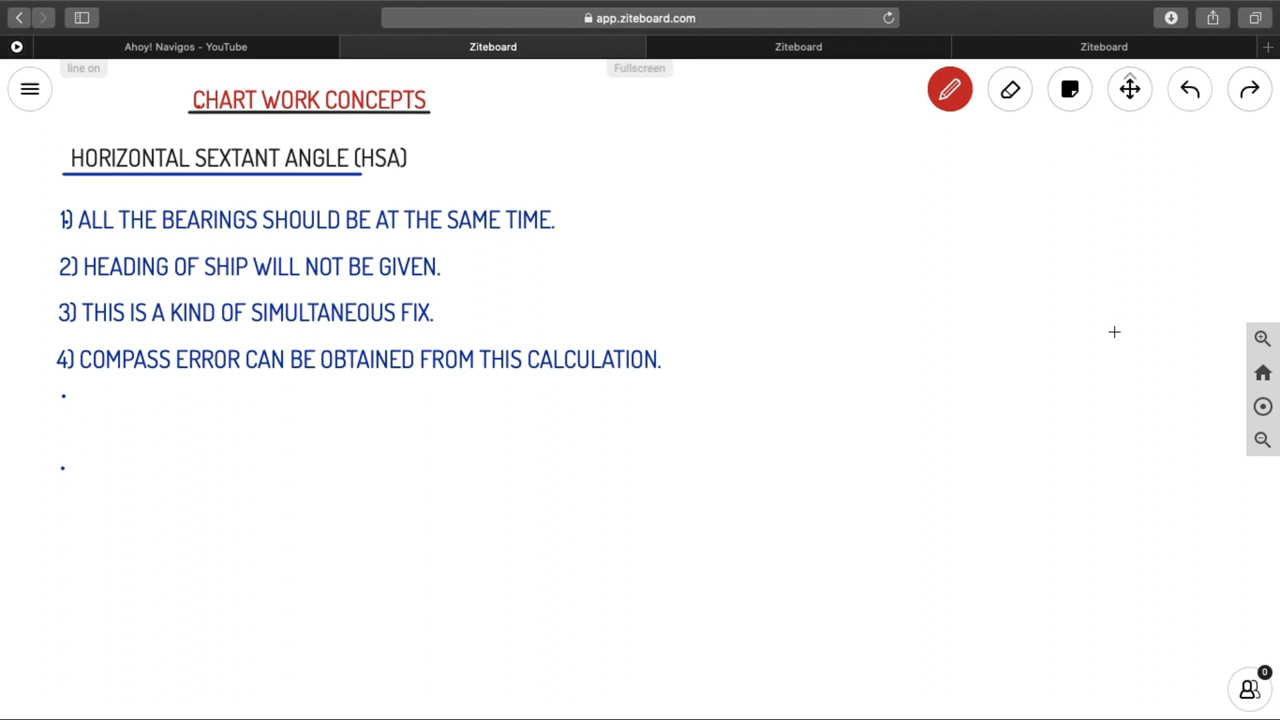 app.ziteboard.com
Ahoy! Navigos - YouTube
Ziteboard
Ziteboard
Ziteboard
line on
Fullscreen
CHART WORK CONCEPTS
HORIZONTAL SEXTANT ANGLE (HSA)
1) ALL THE BEARINGS SHOULD BE AT THE SAME TIME.
2) HEADING OF SHIP WILL NOT BE GIVEN.
3) THIS IS A KIND OF SIMULTANEOUS FIX.
4) COMPASS ERROR CAN BE OBTAINED FROM THIS CALCULATION.
0